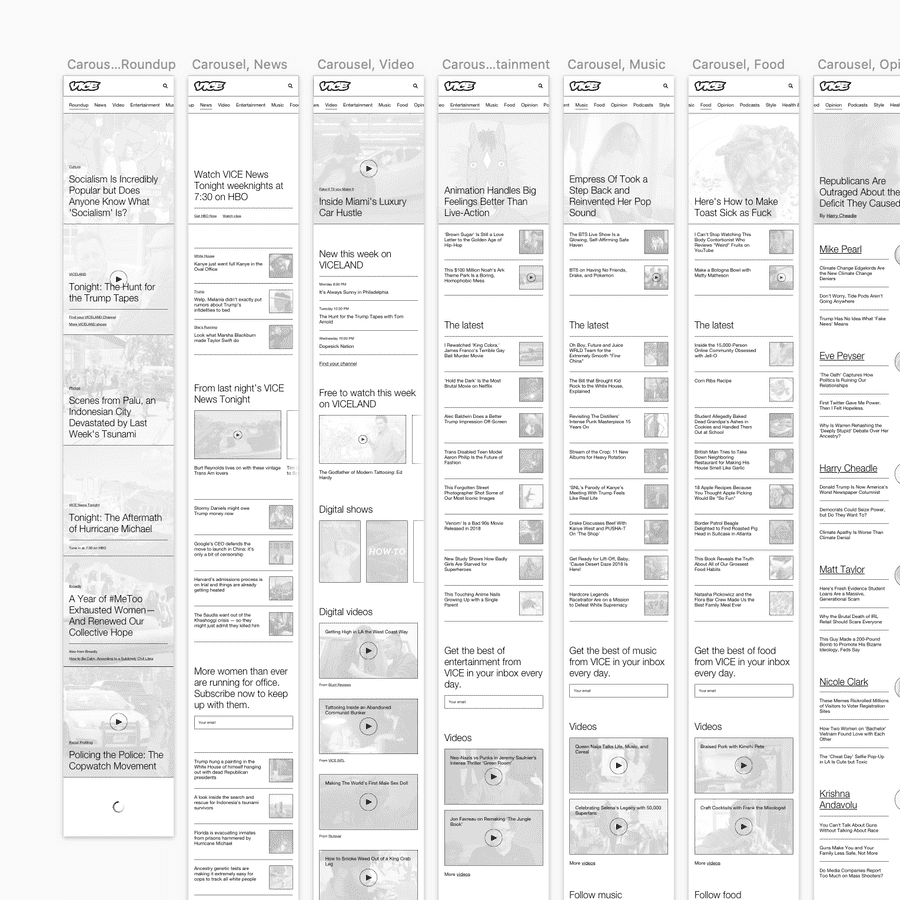 Carous...Roundup
VICE
Roundup News Video Entertainment
Culture
Socialism Is Incredibly
Popular but Does
Anyone Know What
'Socialism' Is?
VICELAND
Tonight: The Hunt for
the Trump Tapes
Find your VICELAND Channel
More VICELAND shows
Photos
Scenes from Palu, an
Indonesian City
Devastated by Last
Week's Tsunami
VICE News Tonight
Tonight: The Aftermath
of Hurricane Michael
Tune in at 7:30 on HBO
Broadly
A Year of #MeToo
Exhausted Women—
And Renewed Our
Collective Hope
Policing the Police: The
Copwatch Movement
Carousel, News
VICE
News Video Entertainment Music
Watch VICE News
Tonight weeknights at
7:30 on HBO
Get HBO Now Watch later
White House
Kanye just went full Kanye in the
Oval Office
Welp, Melania didn't exactly put
rumors about Trump's
infidelities to bed
She's Running
Look what Marsha Blackburn
made Taylor Swift do
From last night's VICE
News Tonight
Burt Reynolds lives on with these vintage
Trans Am lovers
Stormy Daniels might owe
Trump money now
Google's CEO defends the
move to launch in China: It's
only a bit of censorship
Harvard's admissions process is
on trial and things are already
getting heated
The Saudis want out of the
Khashoggi crisis — so they
might just admit they killed him
More women than ever
are running for office.
Subscribe now to keep
up with them.
Your email
Trump hung a painting in the
White House of himself hanging
out with dead Republican
presidents
A look inside the search and
rescue for Indonesia's tsunami
survivors
Florida is evacuating inmates
from prisons hammered by
Hurricane Michael
Ancestry genetic tests are
making it extremely easy for
cops to track all white people
Carousel, Video
VICE
Video Entertainment Music Food
Fake It Til You Make It
Inside Miami's Luxury
Car Hustle
New this week on
VICELAND
Monday 8:00 PM
It's Always Sunny in Philadelphia
Tuesday 10:00 PM
The Hunt for the Trump Tapes with Tom
Arnold
Wednesday 10:00 PM
Dopesick Nation
Find your channel
Free to watch this week
on VICELAND
The Godfather of Modern Tattooing: Ed
Hardy
Digital shows
HOW-TO
Digital videos
Getting High in LA the West Coast Way
Tattooing Inside an Abandoned
Communist Bunker
Making The World's First Male Sex Doll
How to Smoke Weed Out of a King Crab
Leg
Carous...tainment
VICE
Entertainment Music Food Opinion
Animation Handles Big
Feelings Better Than
Live-Action
'Brown Sugar' Is Still a Love
Letter to the Golden Age of
Hip-Hop
This $100 Million Noah's Ark
Theme Park Is a Boring,
Homophobic Mess
The latest
I Rewatched 'King Cobra,'
James Franco's Terrible Gay
Bait Murder Movie
'Hold the Dark' Is the Most
Brutal Movie on Netflix
Alec Baldwin Does a Better
Trump Impression Off-Screen
Trans Disabled Teen Model
Aaron Philip Is the Future of
Fashion
This Forgotten Street
Photographer Shot Some of
Our Most Iconic Images
'Venom' Is a Bad 90s Movie
Released in 2018
New Study Shows How Badly
Girls Are Starved for
Superheroes
This Touching Anime Nails
Growing Up with a Single
Parent
Get the best of
entertainment from
VICE in your inbox every
day.
Your email
Videos
Neo-Nazis vs Punks in Jeremy Saulnier's
Intense Thriller 'Green Room'
Jon Favreau on Remaking 'The Jungle
Book'
More videos
Carousel, Music
VICE
Music Food Opinion Podcasts Style
Empress Of Took a
Step Back and
Reinvented Her Pop
Sound
The BTS Live Show Is a
Glowing, Self-Affirming Safe
Haven
BTS on Having No Friends,
Drake, and Pokemon
The latest
Oh Boy, Future and Juice
WRLD Team for the
Extremely Smooth "Fine
China"
The Bill that Brought Kid
Rock to the White House,
Explained
Revisiting The Distillers'
Intense Punk Masterpiece 15
Years On
Stream of the Crop: 11 New
Albums for Heavy Rotation
'SNL's Parody of Kanye's
Meeting With Trump Feels
Like Real Life
Drake Discusses Beef With
Kanye West and PUSHA-T
On 'The Shop'
Get Ready for Lift-Off, Baby,
'Cause Desert Daze 2018 Is
Here!
Hardcore Legends
Racetraitor Are on a Mission
to Defeat White Supremacy
Get the best of music
from VICE in your inbox
every day.
Your email
Videos
Queen Naija Talks Life, Music, and
Cereal
Celebrating Selena's Legacy with 50,000
Superfans
More videos
Follow music
Carousel, Food
VICE
Food Opinion Podcasts Style
Here's How to Make
Toast Sick as Fuck
I Can't Stop Watching This
Body Contortionist Who
Reviews "Weird" Fruits on
YouTube
Make a Bologna Bowl with
Matty Matheson
The latest
Inside the 15,000-Person
Online Community Obsessed
with Jell-O
Corn Ribs Recipe
Student Allegedly Baked
Dead Grandpa's Ashes in
Cookies and Handed Them
Out at School
British Man Tries to Take
Down Neighboring
Restaurant for Making His
House Smell Like Garlic
18 Apple Recipes Because
You Thought Apple Picking
Would Be "So Fun"
Border Patrol Beagle
Delighted to Find Roasted Pig
Head in Suitcase in Atlanta
This Book Reveals the Truth
About All of Our Grossest
Food Habits
Natasha Pickowicz and the
Flora Bar Crew Made Us the
Best Family Meal Ever
Get the best of food
from VICE in your inbox
every day.
Your email
Videos
Braised Pork with Kimchi Pete
Craft Cocktails with Frank the Mixologist
More videos
Follow food
Carousel, Opi
VICE
Opinion Podcasts Style
Republicans Are
Outraged About the
Deficit They Caused
By Harry Cheadle
Mike Pearl
Climate Change Edgelords Are
the New Climate Change
Deniers
Don't Worry, Tide Pods Aren't
Going Anywhere
Trump Has No Idea What 'Fake
News' Means
Eve Peyser
'The Oath' Captures How
Politics Is Ruining Our
Relationships
First Twitter Gave Me Power.
Then I Felt Hopeless.
Why Is Warren Rehashing the
'Deeply Stupid' Debate Over Her
Ancestry?
Harry Cheadle
Donald Trump Is Now America's
Worst Newspaper Columnist
Democrats Could Seize Power,
but Do They Want To?
Climate Apathy Is Worse Than
Climate Denial
Matt Taylor
Here's Fresh Evidence Student
Loans Are a Massive,
Generational Scam
Why the Brutal Death of IRL
Retail Should Scare Everyone
This Guy Made a 200-Pound
Bomb to Promote His Bizarre
Ideology, Feds Say
Nicole Clark
These Memes Rickrolled Millions
of Visitors to Voter Registration
Sites
How Two Women on 'Bachelor'
Vietnam Found Love with Each
Other
The 'Cheat Day' Selfie Pop-Up
in LA Is Cute but Toxic
Krishna
Andavolu
You Can't Talk About Guns
Without Talking About Race
Guns Make You and Your
Family Less Safe, Not More
Do Media Companies Report
Too Much on Mass Shooters?